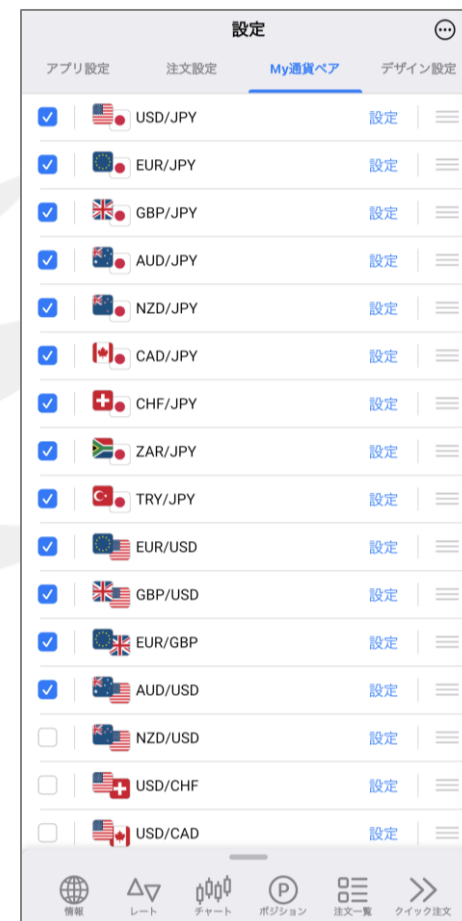 設定
アプリ設定 注文設定 My通貨ペア デザイン設定
USD/JPY 設定
EUR/JPY 設定
GBP/JPY 設定
AUD/JPY 設定
NZD/JPY 設定
CAD/JPY 設定
CHF/JPY 設定
ZAR/JPY 設定
TRY/JPY 設定
EUR/USD 設定
GBP/USD 設定
EUR/GBP 設定
AUD/USD 設定
NZD/USD 設定
USD/CHF 設定
USD/CAD 設定
P
情報 レート チャート ポジション 注文一覧 クイック注文